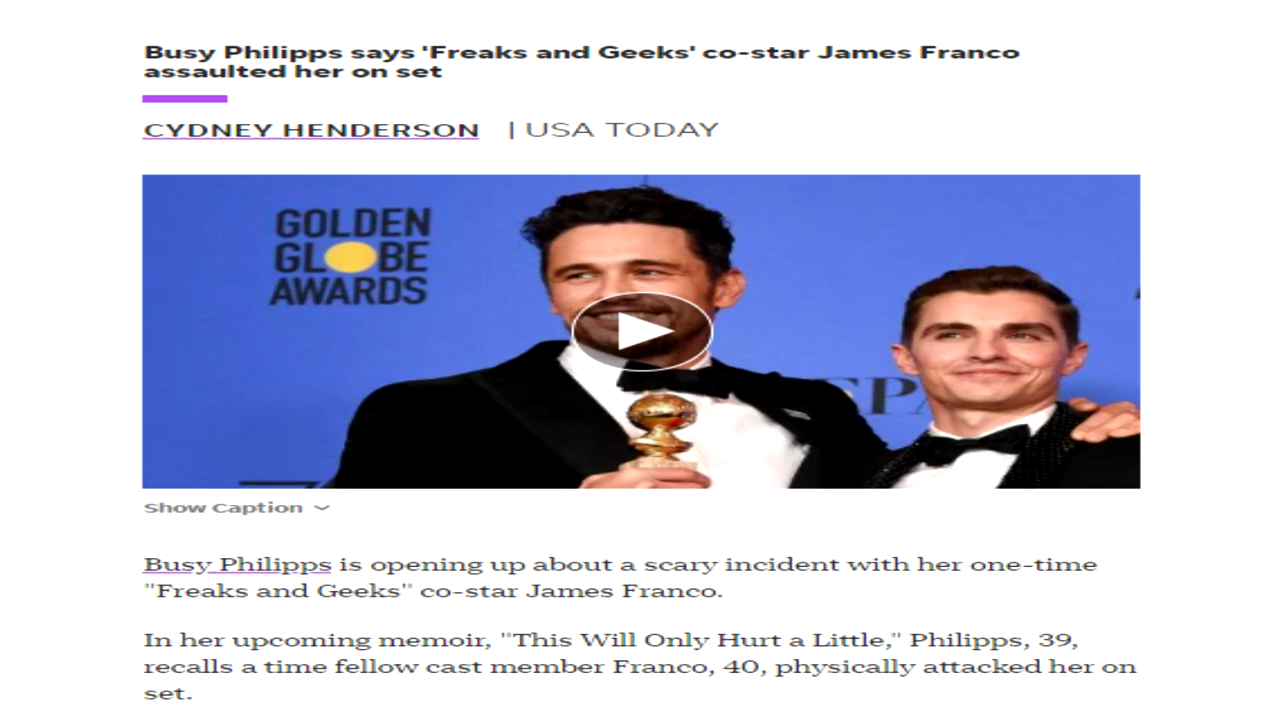 Busy Philipps says 'Freaks and Geeks' co-star James Franco
assaulted her on set
CYDNEY HENDERSON | USA TODAY
GOLDEN
GLOBE
AWARDS
Show Caption
Busy Philipps is opening up about a scary incident with her one-time
"Freaks and Geeks" co-star James Franco.
In her upcoming memoir, "This Will Only Hurt a Little," Philipps, 39,
recalls a time fellow cast member Franco, 40, physically attacked her on
set.